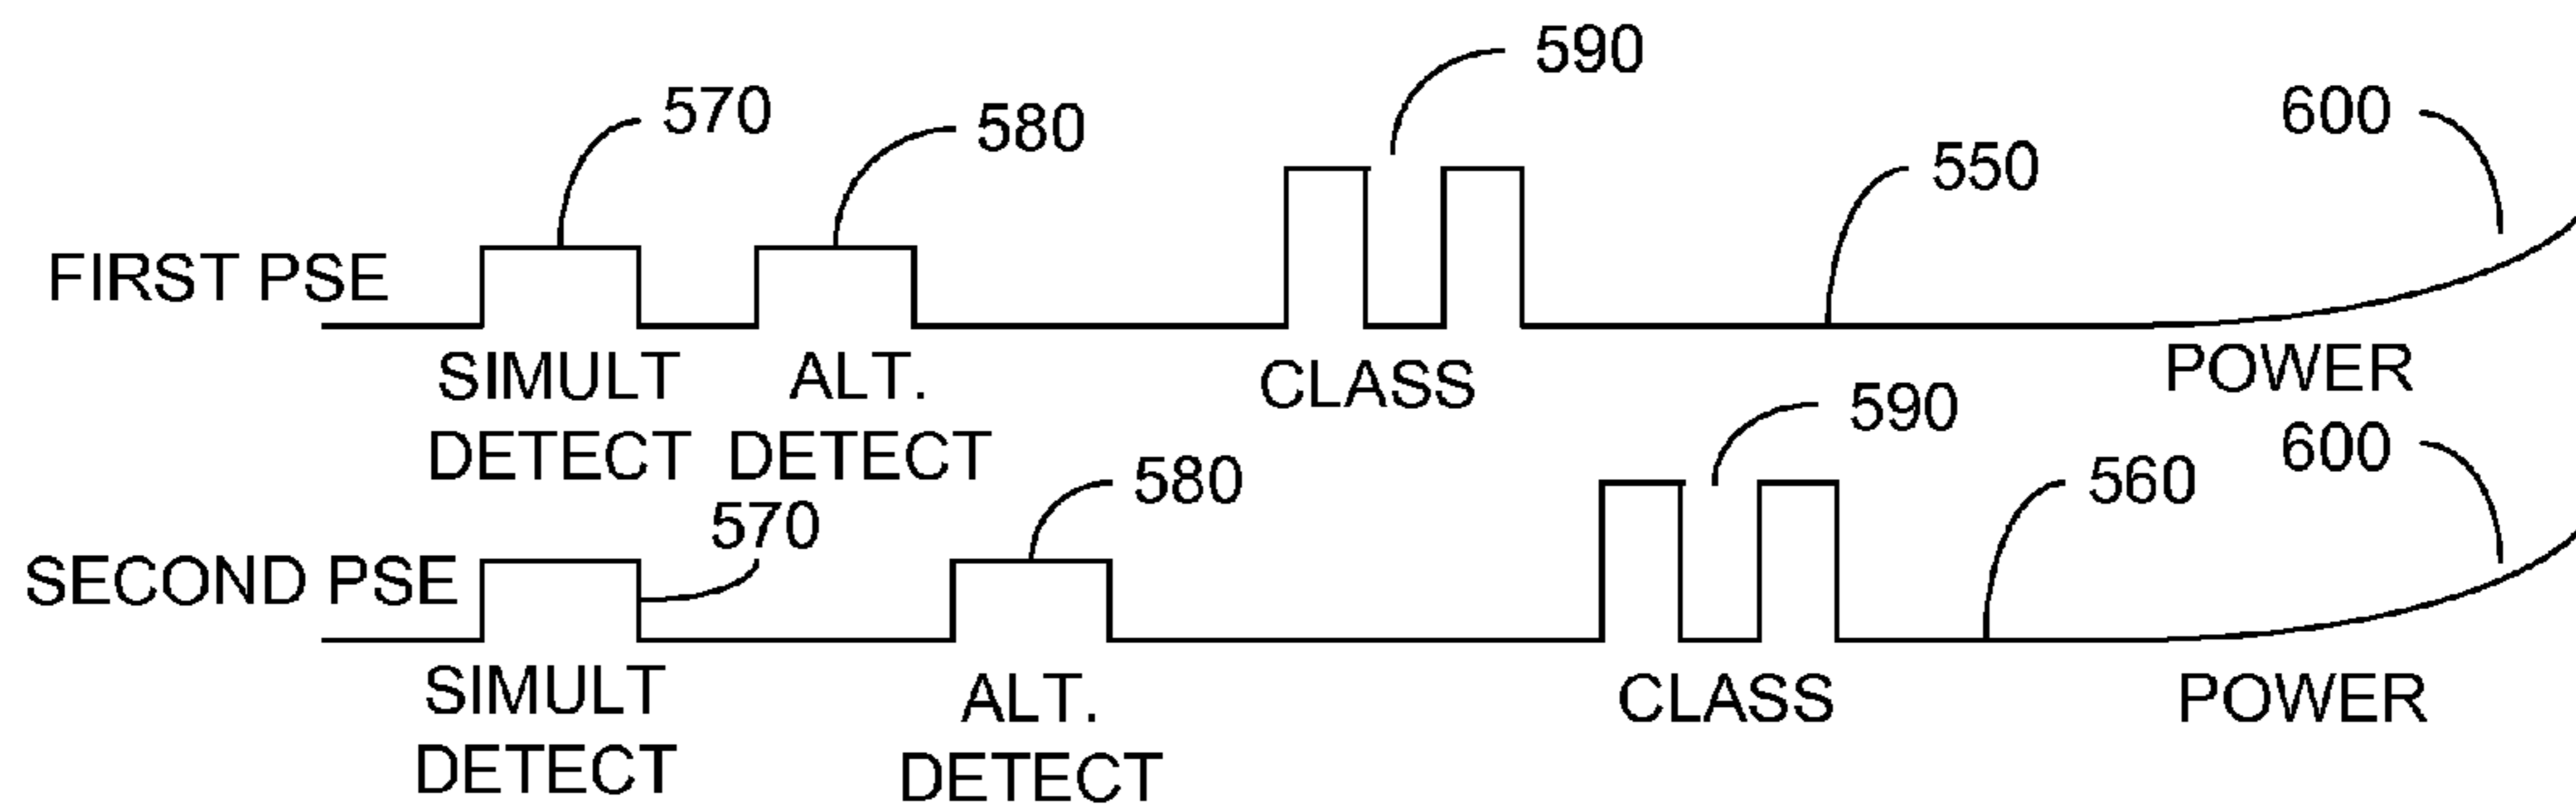 590
570
580
600
550
FIRST PSE
SIMULT
DETECT
ALT.
DETECT
CLASS
POWER
590
600
580
560
570
SECOND PSE
SIMULT
DETECT
ALT.
DETECT
CLASS
POWER